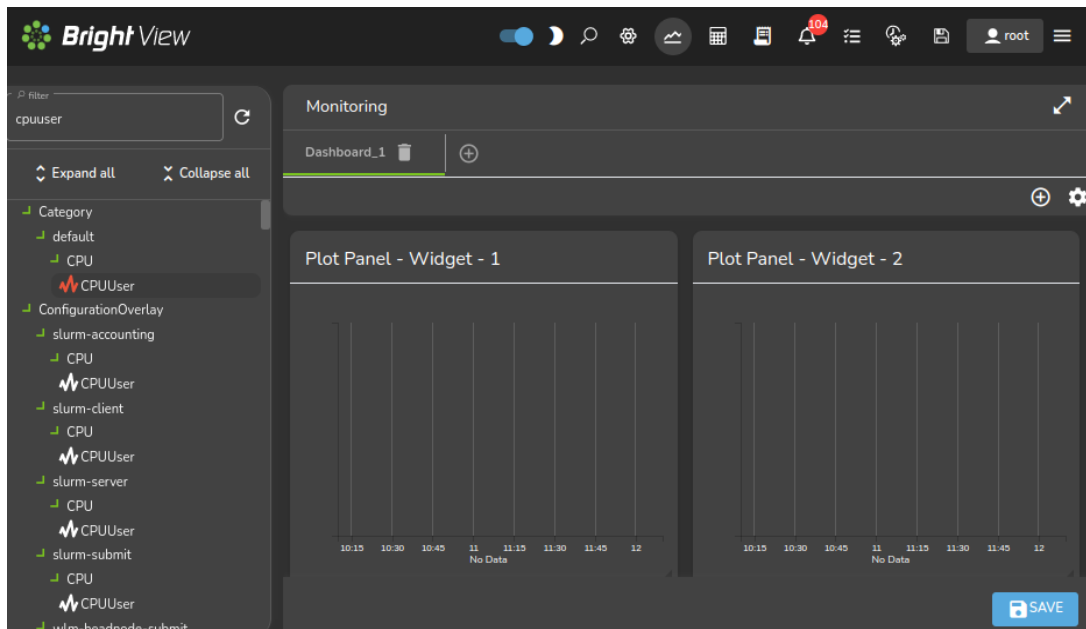 Bright View
104
root
filter
cpuuser
Expand all
Collapse all
Category
default
CPU
CPUUser
ConfigurationOverlay
slurm-accounting
CPU
CPUUser
slurm-client
CPU
CPUUser
slurm-server
CPU
CPUUser
slurm-submit
CPU
CPUUser
wlm-headnode-submit
Monitoring
Dashboard_1
Plot Panel - Widget - 1
10:15 10:30 10:45 11 11:15 11:30 11:45 12
No Data
Plot Panel - Widget - 2
10:15 10:30 10:45 11 11:15 11:30 11:45 12
No Data
SAVE